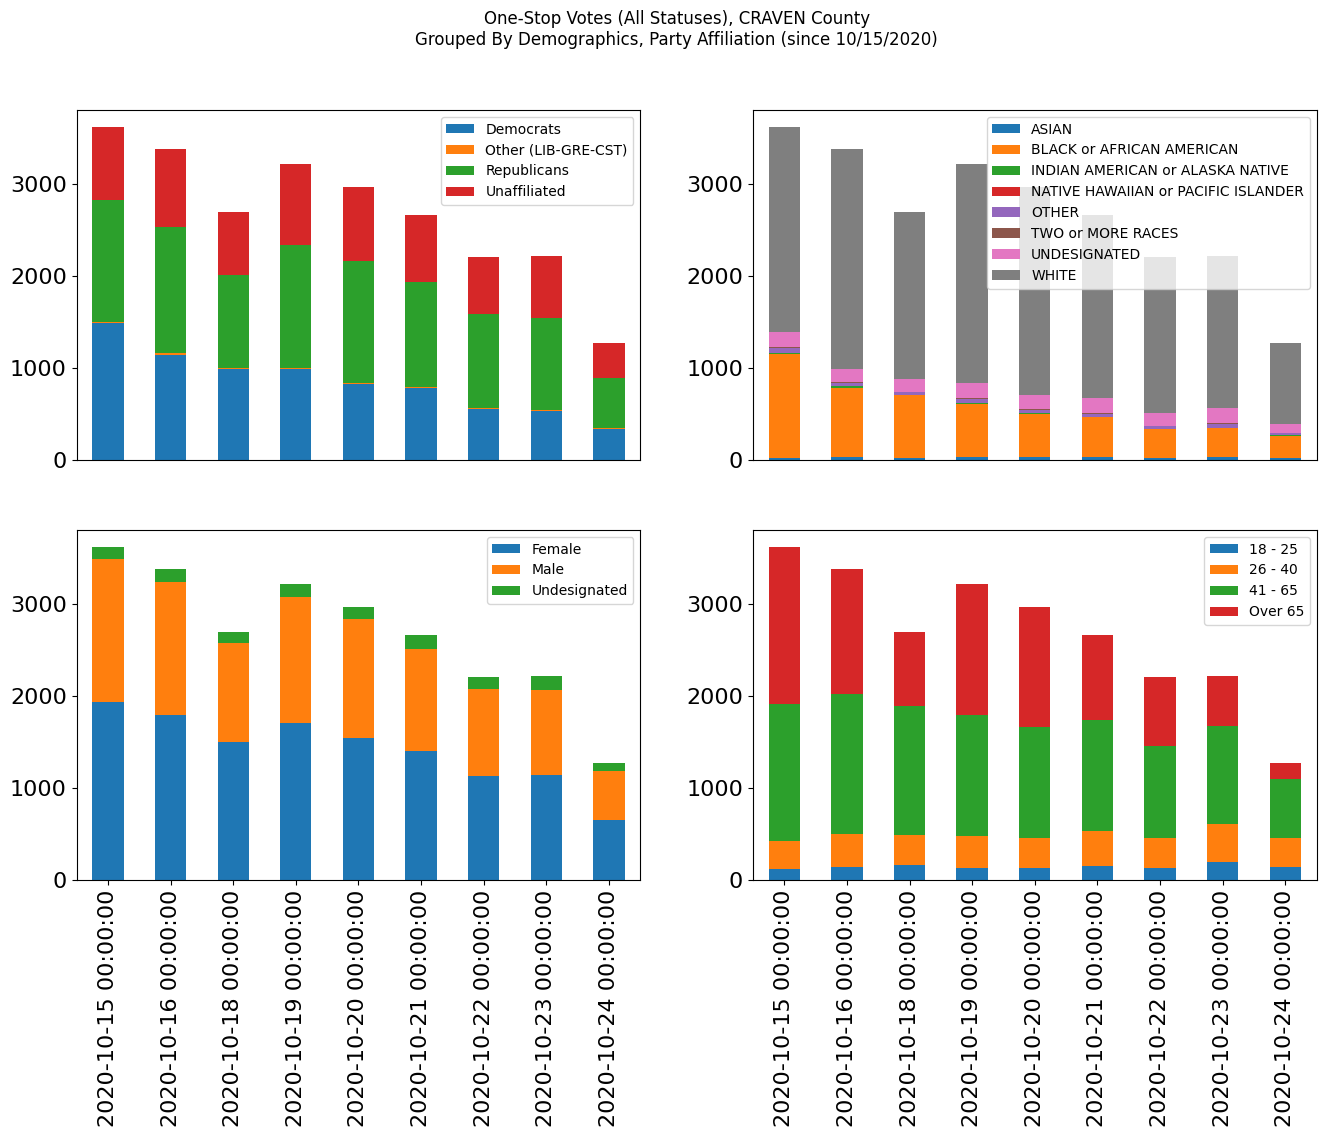 One-Stop Votes (All Statuses), CRAVEN County
Grouped By Demographics, Party Affiliation (since 10/15/2020)
3000
2000
1000
0
Democrats
Other (LIB-GRE-CST)
Republicans
Unaffiliated
3000
2000
1000
0
ASIAN
BLACK or AFRICAN AMERICAN
INDIAN AMERICAN or ALASKA NATIVE
NATIVE HAWAIIAN or PACIFIC ISLANDER
OTHER
TWO or MORE RACES
UNDESIGNATED
WHITE
3000
2000
1000
0
Female
Male
Undesignated
2020-10-15 00:00:00
2020-10-16 00:00:00
2020-10-18 00:00:00
2020-10-19 00:00:00
2020-10-20 00:00:00
2020-10-21 00:00:00
2020-10-22 00:00:00
2020-10-23 00:00:00
2020-10-24 00:00:00
3000
2000
1000
0
18 - 25
26 - 40
41 - 65
Over 65
2020-10-15 00:00:00
2020-10-16 00:00:00
2020-10-18 00:00:00
2020-10-19 00:00:00
2020-10-20 00:00:00
2020-10-21 00:00:00
2020-10-22 00:00:00
2020-10-23 00:00:00
2020-10-24 00:00:00